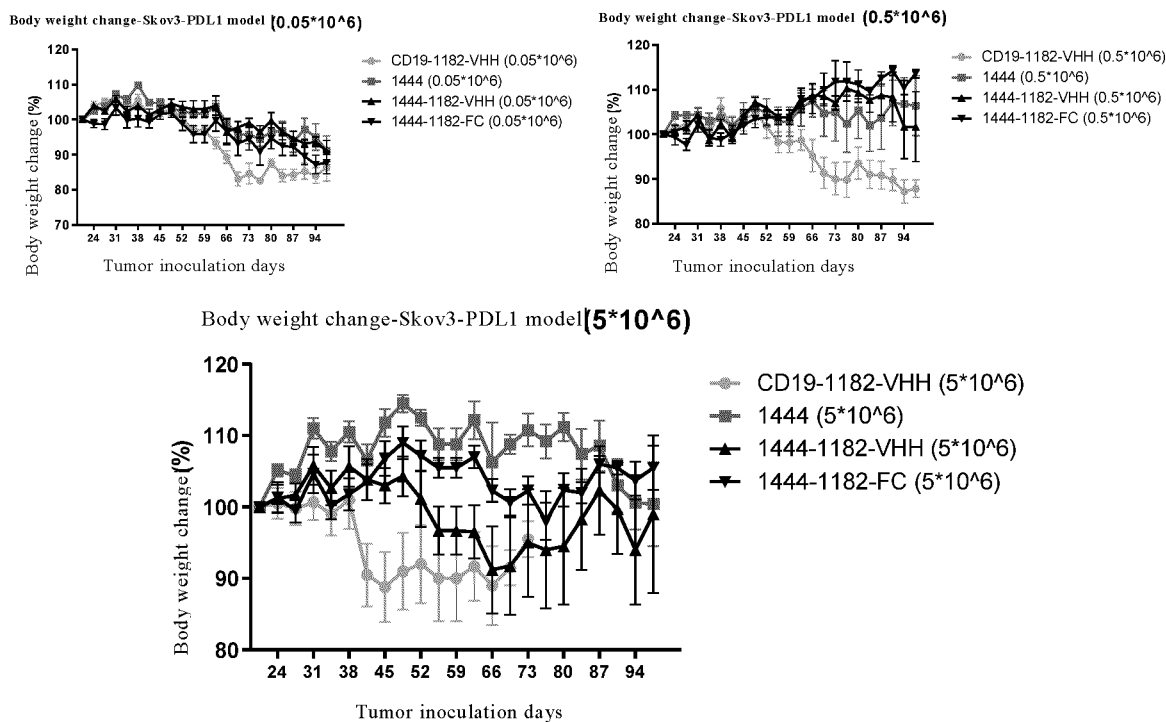 Body weight change-Skov3-PDL1 model (0.05*10^6)
120
110
100
90
80
70
Body weight change (%)
24 31 38 45 52 59 66 73 80 87 94
Tumor inoculation days
CD19-1182-VHH (0.05*10^6)
1444 (0.05*10^6)
1444-1182-VHH (0.05*10^6)
1444-1182-FC (0.05*10^6)
Body weight change-Skov3-PDL1 model (0.5*10^6)
120
110
100
90
80
Body weight change (%)
24 31 38 45 52 59 66 73 80 87 94
Tumor inoculation days
CD19-1182-VHH (0.5*10^6)
1444 (0.5*10^6)
1444-1182-VHH (0.5*10^6)
1444-1182-FC (0.5*10^6)
Body weight change-Skov3-PDL1 model (5*10^6)
120
110
100
90
80
Body weight change (%)
24 31 38 45 52 59 66 73 80 87 94
Tumor inoculation days
CD19-1182-VHH (5*10^6)
1444 (5*10^6)
1444-1182-VHH (5*10^6)
1444-1182-FC (5*10^6)